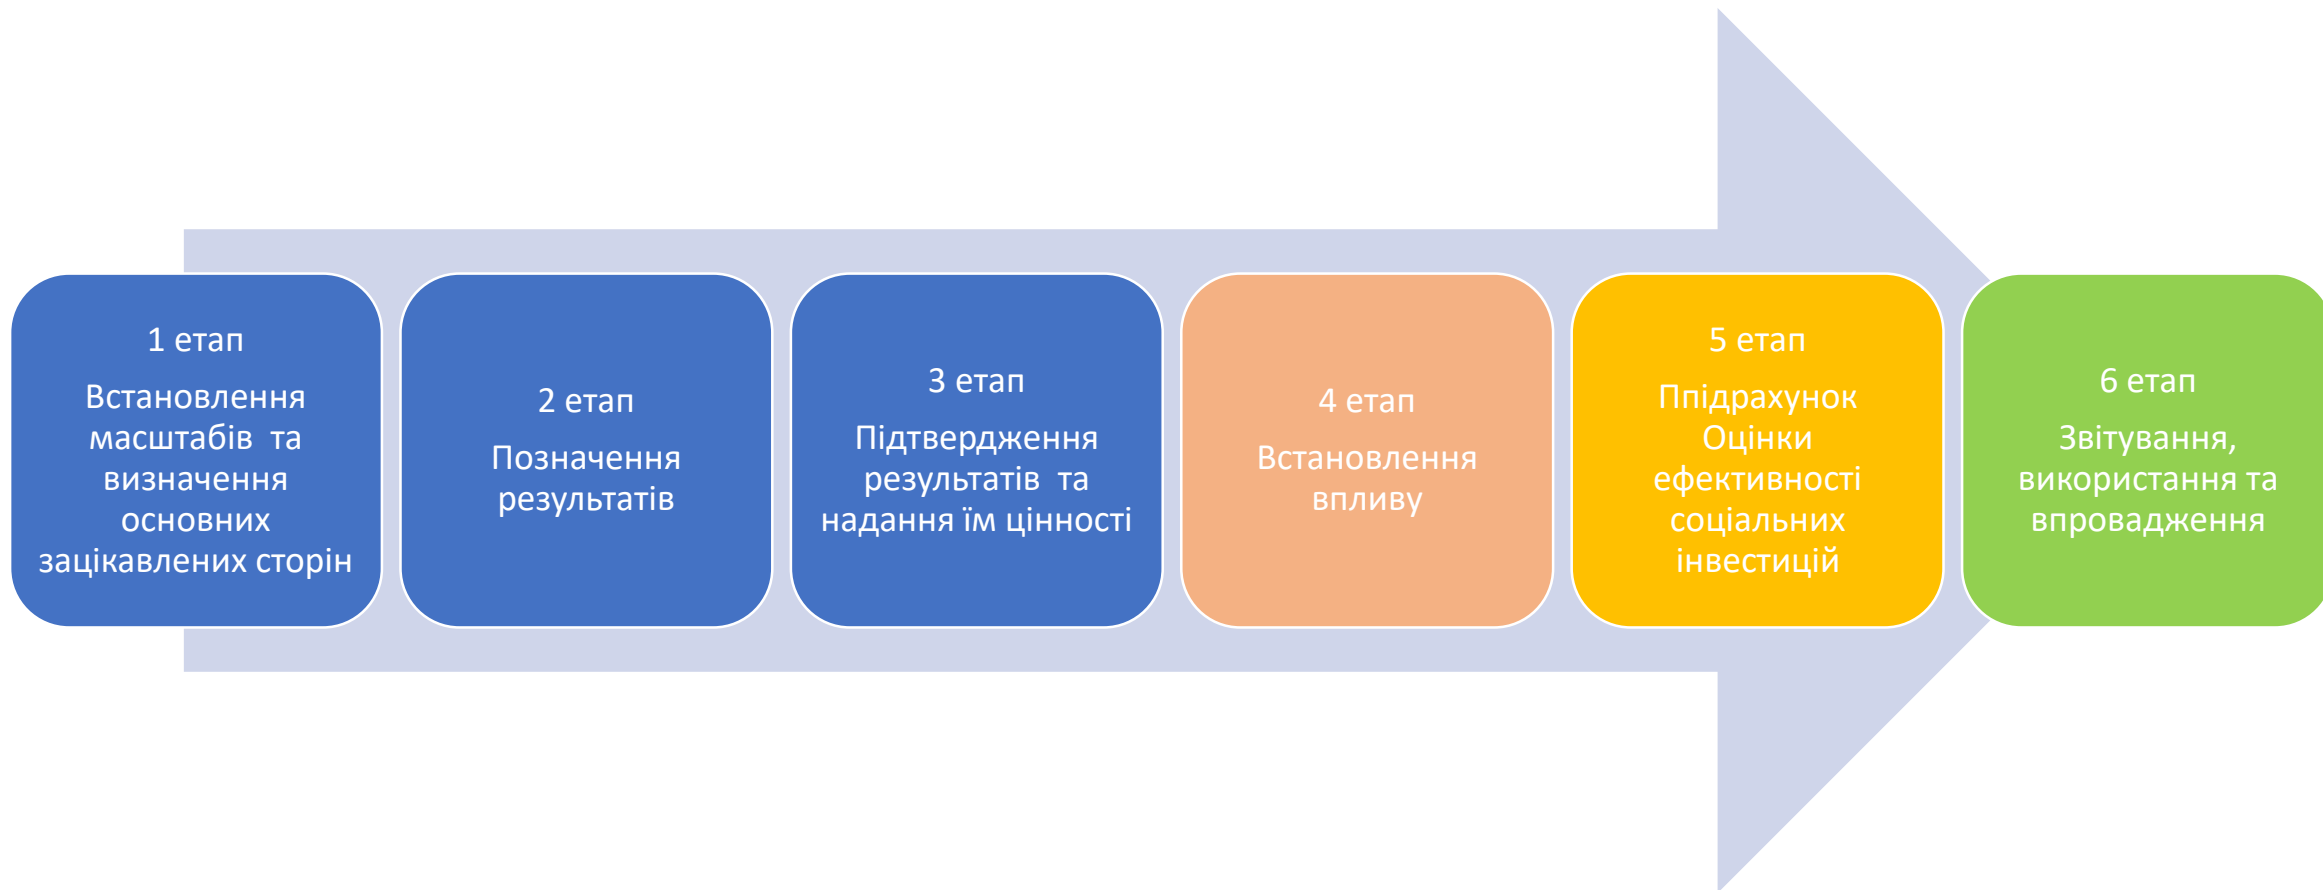 1 етап
Встановлення
масштабів та
визначення
основних
зацікавлених сторін
2 етап
Позначення
результатів
3 етап
Підтвердження
результатів та
надання їм цінності
4 етап
Встановлення
впливу
5 етап
Ппідрахунок
Оцінки
ефективності
соціальних
інвестицій
6 етап
Звітування,
використання та
впровадження